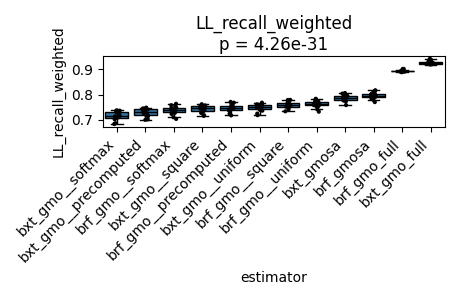 LL_recall_weighted
p = 4.26e-31
LL_recall_weighted
0.9
0.8
0.7
bxt_gmo__softmax
bxt_gmo__precomputed
brf_gmo__softmax
bxt_gmo__square
brf_gmo__precomputed
bxt_gmo__uniform
brf_gmo__square
brf_gmo__uniform
bxt_gmosa
brf_gmosa
brf_gmo_full
bxt_gmo_full
estimator